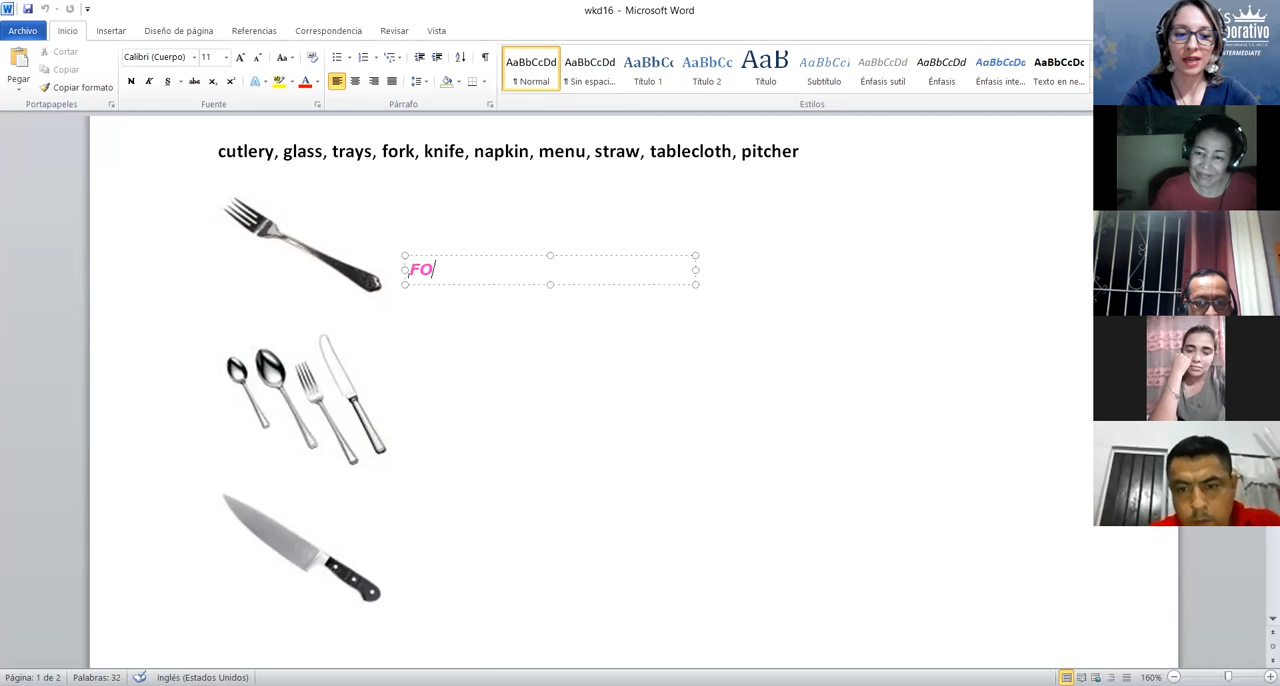 wkd16 - Microsoft Word
Archivo Inicio Insertar Diseño de página Referencias Correspondencia Revisar Vista
Pegar
Cortar
Copiar
Copiar formato
Portapapeles
Calibri (Cuerpo) 11
Fuente
Párrafo
AaBbCcDd AaBbCcDd AaBbCc AaBbCc AaB AaBbCcl AaBbCcDd AaBbCcDd AaBbCcDc AaBbCcDc
¶ Normal ¶ Sin espaci... Título 1 Título 2 Título Subtítulo Énfasis sutil Énfasis Énfasis inte... Texto en ne...
Estilos
INTERMEDIATE
cutlery, glass, trays, fork, knife, napkin, menu, straw, tablecloth, pitcher
FO
Página: 1 de 2 Palabras: 32 Inglés (Estados Unidos) 160%